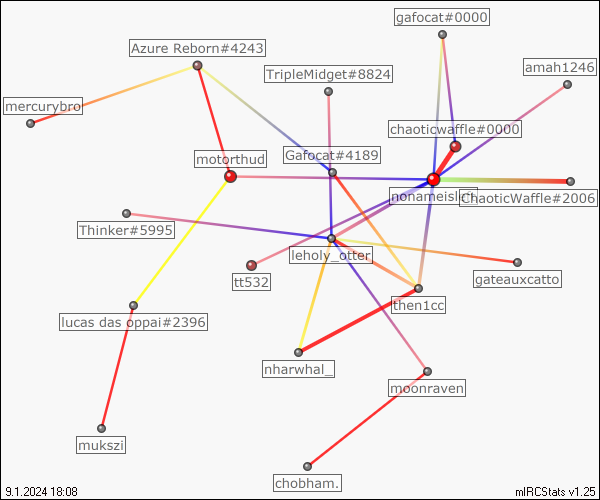 gafocat#0000
Azure Reborn#4243
TripleMidget#8824
amah1246
mercurybro
chaoticwaffle#0000
motorthud
Gafocat#4189
ChaoticWaffle#2006
Thinker#5995
leholy_otter
tt532
gateauxcatto
then1cc
lucas das oppai#2396
nharwhal_
moonraven
mukszi
chobham.
9.1.2024 18:08
mIRCStats v1.25